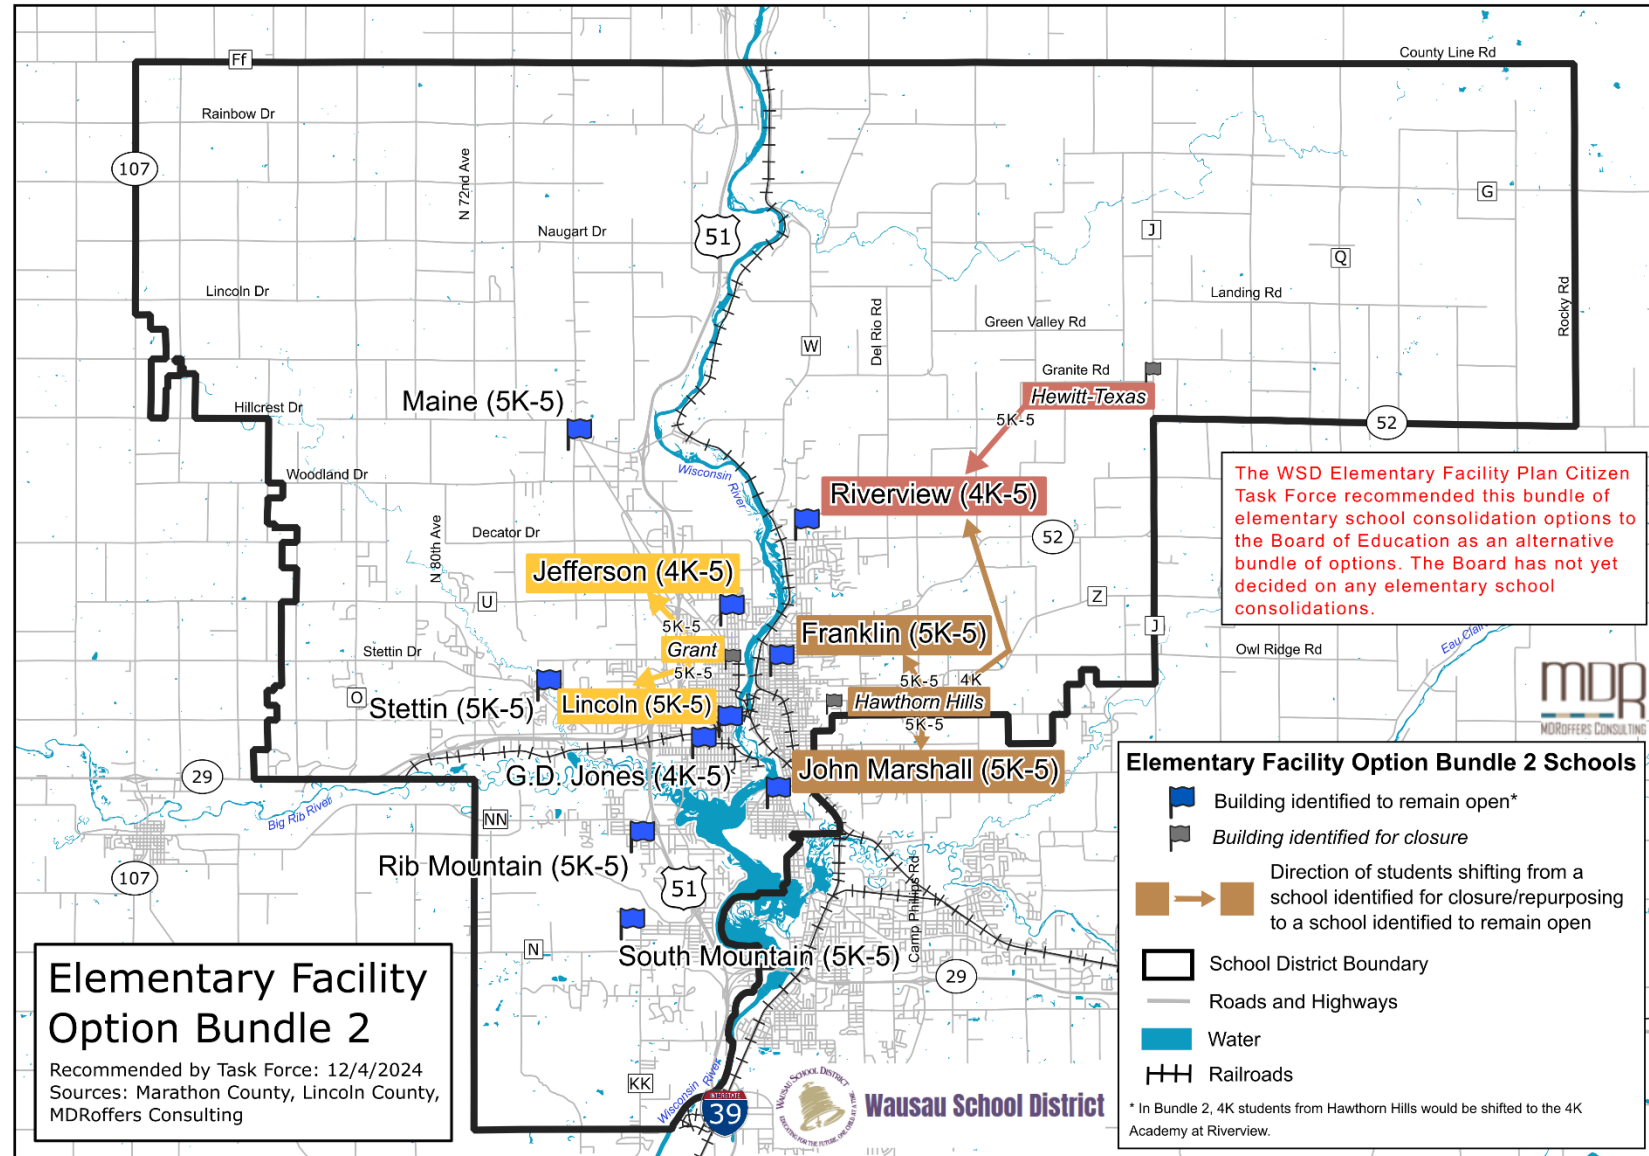 County Line Rd
Ff
Rainbow Dr
107
N 72nd Ave
G
51
Naugart Dr
J
Q
Lincoln Dr
Landing Rd
Rocky Rd
Del Rio Rd
Green Valley Rd
W
Granite Rd
Hewitt-Texas
Maine (5K-5)
Hillcrest Dr
5K-5
52
Woodland Dr
Wisconsin
River
Riverview (4K-5)
The WSD Elementary Facility Plan Citizen
Task Force recommended this bundle of
elementary school consolidation options to
the Board of Education as an alternative
bundle of options. The Board has not yet
decided on any elementary school
consolidations.
N 80th Ave
Decator Dr
52
Jefferson (4K-5)
U
Z
5K-5
Franklin (5K-5)
J
Stettin Dr
Grant
Owl Ridge Rd
5K-5
5K-5
4K
O
Stettin (5K-5)
Lincoln (5K-5)
Hawthorn Hills
5K-5
MDR
MDROFFERS CONSULTING
29
G.D. Jones (4K-5)
John Marshall (5K-5)
Big Rib River
NN
107
Rib Mountain (5K-5)
51
Camp Phillips Rd
N
South Mountain (5K-5)
29
KK
Wisconsin River
INTERSTATE
39
WAUSAU SCHOOL DISTRICT
Wausau School District
Elementary Facility Option Bundle 2 Schools
Building identified to remain open*
Building identified for closure
Direction of students shifting from a
school identified for closure/repurposing
to a school identified to remain open
School District Boundary
Roads and Highways
Water
Railroads
* In Bundle 2, 4K students from Hawthorn Hills would be shifted to the 4K
Academy at Riverview.
Elementary Facility
Option Bundle 2
Recommended by Task Force: 12/4/2024
Sources: Marathon County, Lincoln County,
MDRoffers Consulting